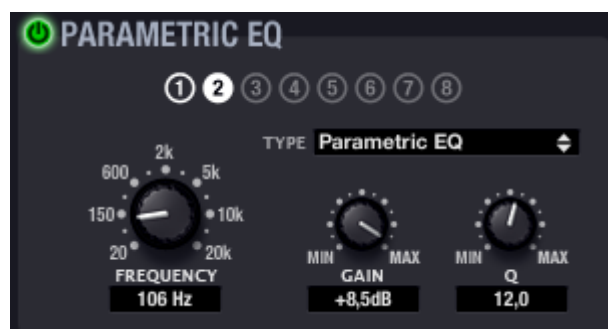 PARAMETRIC EQ
1 2 3 4 5 6 7 8
TYPE Parametric EQ
2k
600 5k
150 10k
20 20k
MIN MAX MIN MAX
FREQUENCY GAIN Q
106 Hz +8,5dB 12,0